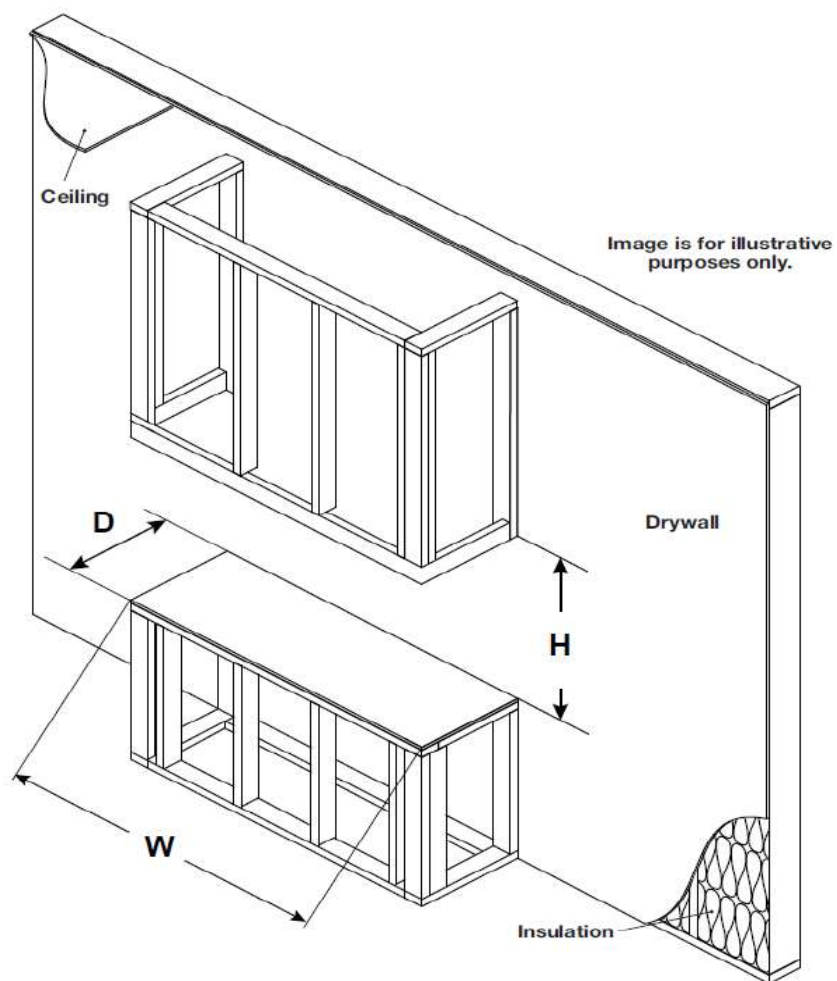 Ceiling
Image is for illustrative
purposes only.
Drywall
D
H
W
Insulation